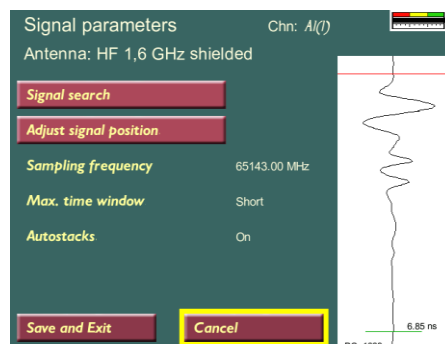 Signal parameters Chn: A1(1)
Antenna: HF 1,6 GHz shielded
Signal search
Adjust signal position
Sampling frequency 65143.00 MHz
Max. time window Short
Autostacks On
Save and Exit Cancel
6.85 ns